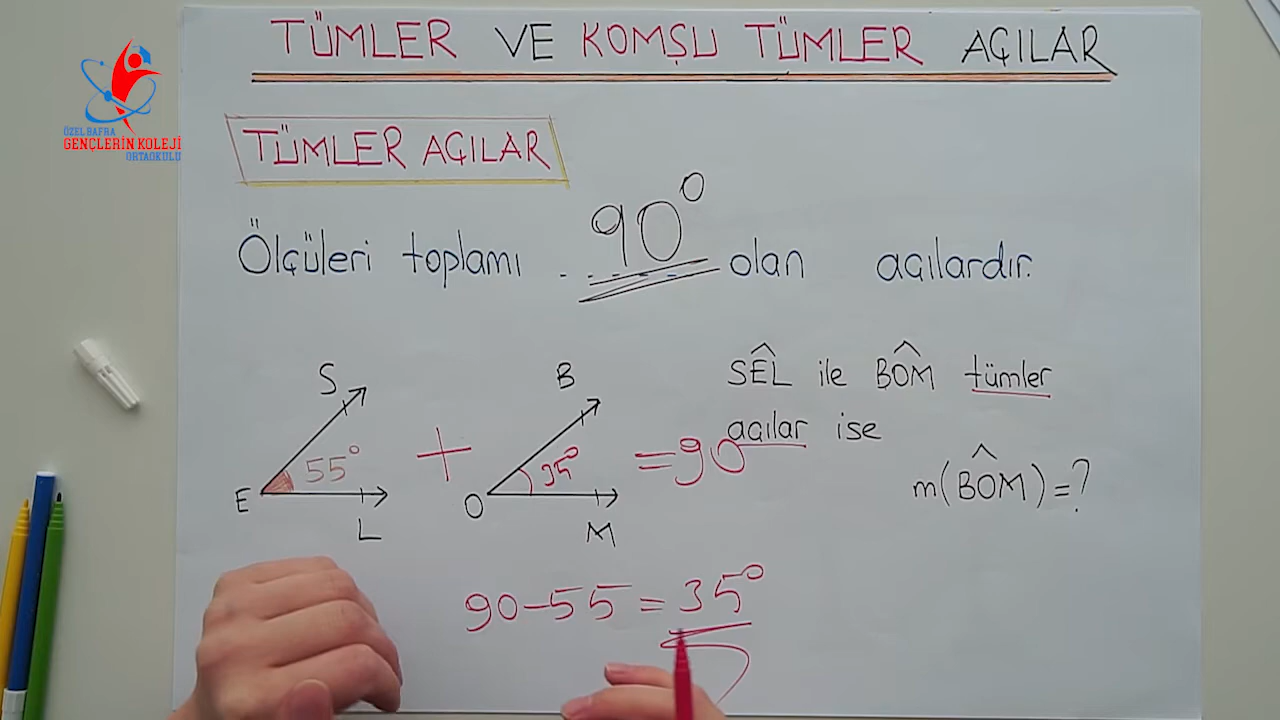 TÜMLER VE KOMŞU TÜMLER AÇILAR
ÖZEL BAFRA
GENÇLERİN KOLEJİ
ORTAOKULU
TÜMLER AÇILAR
Ölçüleri toplamı 90° olan açılardır.
SÊL ile BÔM tümler
açılar ise
m(BÔM)=?
S
E
55°
L
+
B
O
35°
M
=90
90-55=35°